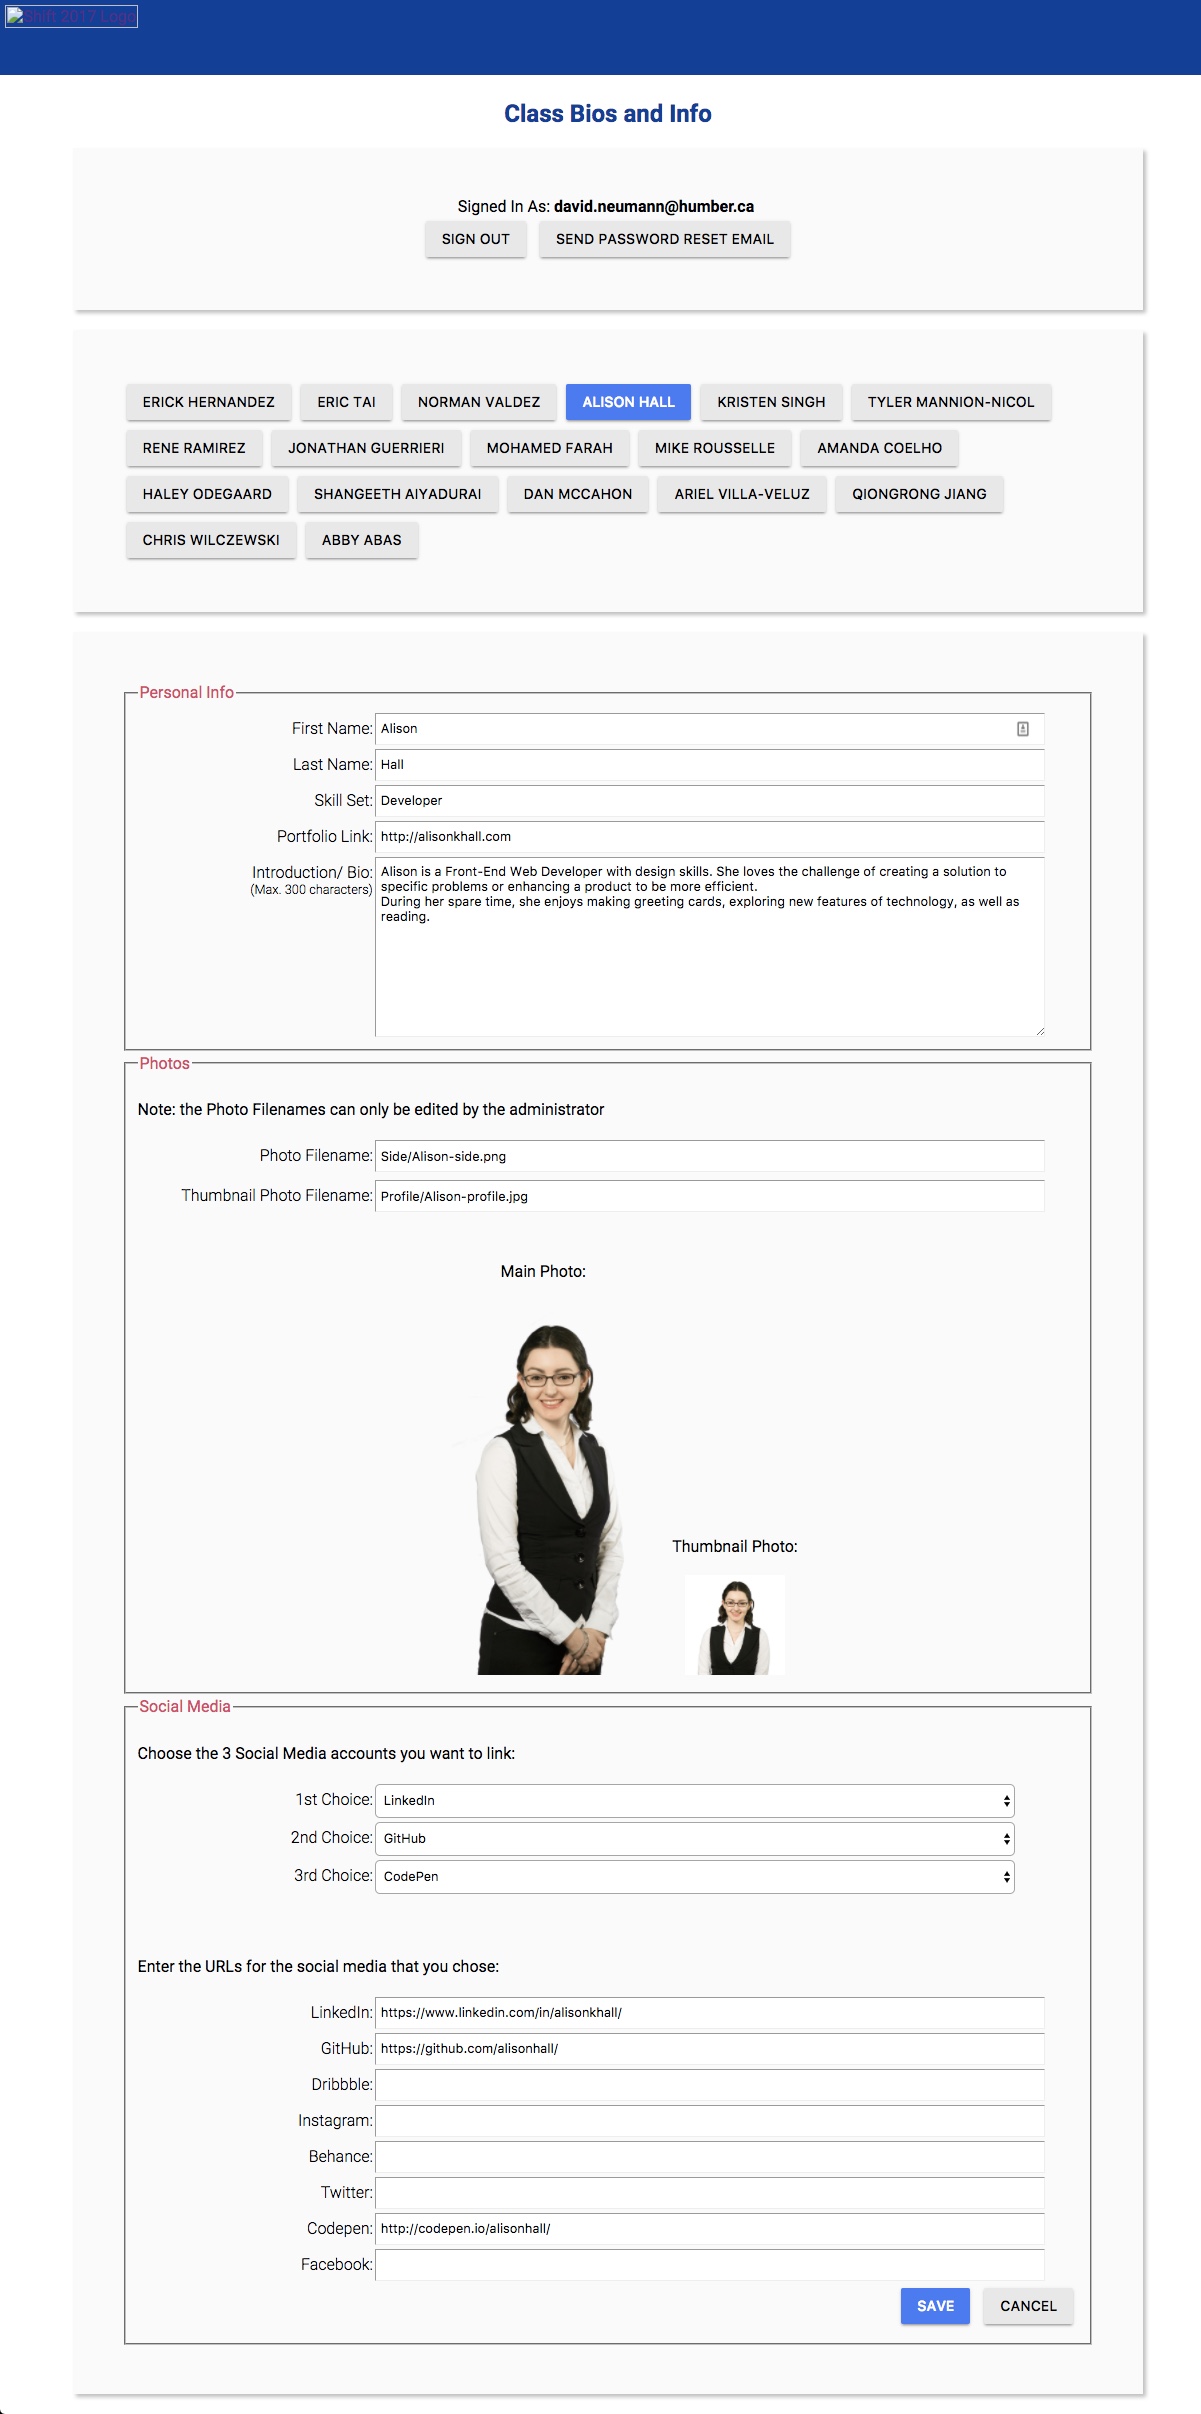 Shift 2017 Logo
Class Bios and Info
Signed In As: david.neumann@humber.ca
SIGN OUT SEND PASSWORD RESET EMAIL
ERICK HERNANDEZ ERIC TAI NORMAN VALDEZ ALISON HALL KRISTEN SINGH TYLER MANNION-NICOL
RENE RAMIREZ JONATHAN GUERRIERI MOHAMED FARAH MIKE ROUSSELLE AMANDA COELHO
HALEY ODEGAARD SHANGEETH AIYADURAI DAN MCCAHON ARIEL VILLA-VELUZ QIONGRONG JIANG
CHRIS WILCZEWSKI ABBY ABAS
Personal Info
First Name: Alison
Last Name: Hall
Skill Set: Developer
Portfolio Link: http://alisonkhall.com
Introduction/ Bio: Alison is a Front-End Web Developer with design skills. She loves the challenge of creating a solution to
(Max. 300 characters) specific problems or enhancing a product to be more efficient.
During her spare time, she enjoys making greeting cards, exploring new features of technology, as well as
reading.
Photos
Note: the Photo Filenames can only be edited by the administrator
Photo Filename: Side/Alison-side.png
Thumbnail Photo Filename: Profile/Alison-profile.jpg
Main Photo:
Thumbnail Photo:
Social Media
Choose the 3 Social Media accounts you want to link:
1st Choice: LinkedIn
2nd Choice: GitHub
3rd Choice: CodePen
Enter the URLs for the social media that you chose:
LinkedIn: https://www.linkedin.com/in/alisonkhall/
GitHub: https://github.com/alisonhall/
Dribbble:
Instagram:
Behance:
Twitter:
Codepen: http://codepen.io/alisonhall/
Facebook:
SAVE CANCEL